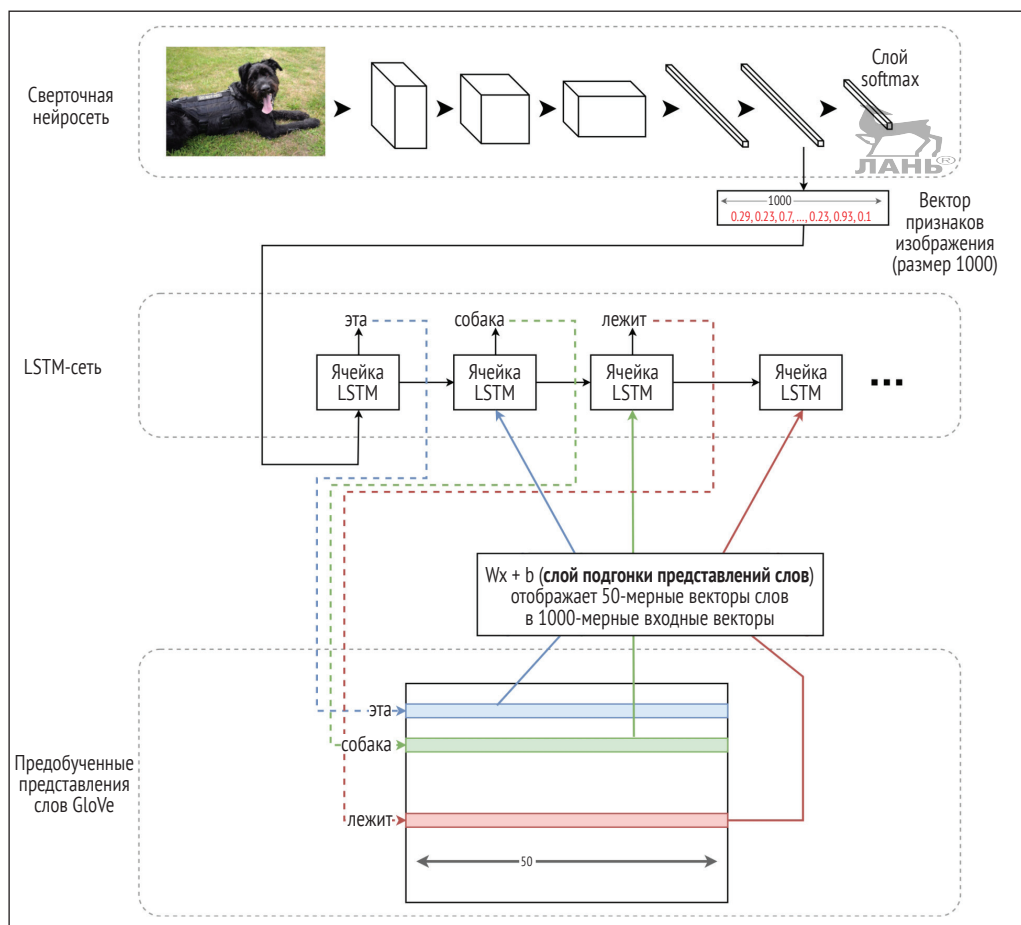 Сверточная
нейросеть
Слой
softmax
ЛАНЬ®
1000
0.29, 0.23, 0.7, ..., 0.23, 0.93, 0.1
Вектор
признаков
изображения
(размер 1000)
LSTM-сеть
эта
собака
лежит
Ячейка
LSTM
Ячейка
LSTM
Ячейка
LSTM
Ячейка
LSTM
...
Wx + b (слой подгонки представлений слов)
отображает 50-мерные векторы слов
в 1000-мерные входные векторы
Предобученные
представления
слов GloVe
эта
собака
лежит
50